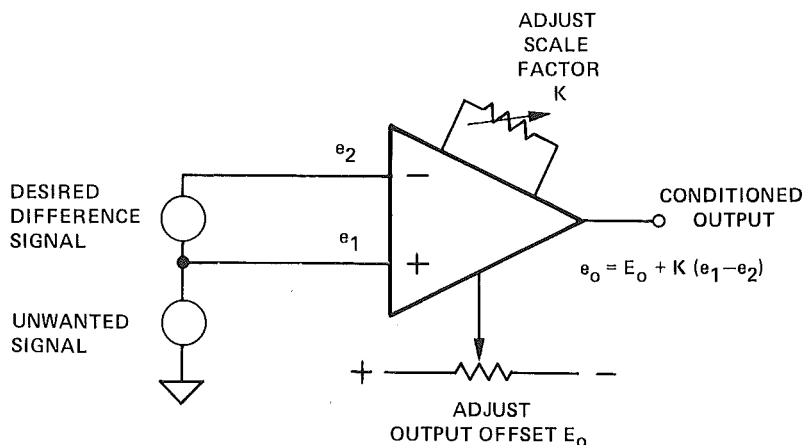 ADJUST
SCALE
FACTOR
K
e2
−
DESIRED
DIFFERENCE
SIGNAL
CONDITIONED
OUTPUT
e1
+
eo = Eo + K (e1−e2)
UNWANTED
SIGNAL
+
−
ADJUST
OUTPUT OFFSET Eo